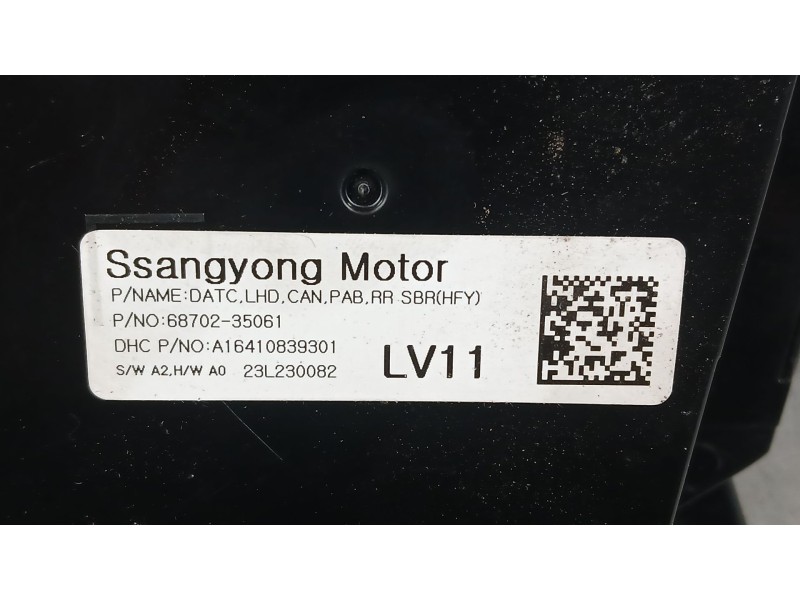 Ssangyong Motor
P/NAME:DATC,LHD,CAN,PAB,RR SBR(HFY)
P/NO:68702-35061
DHC P/NO:A16410839301
S/W A2,H/W A0 23L230082
LV11